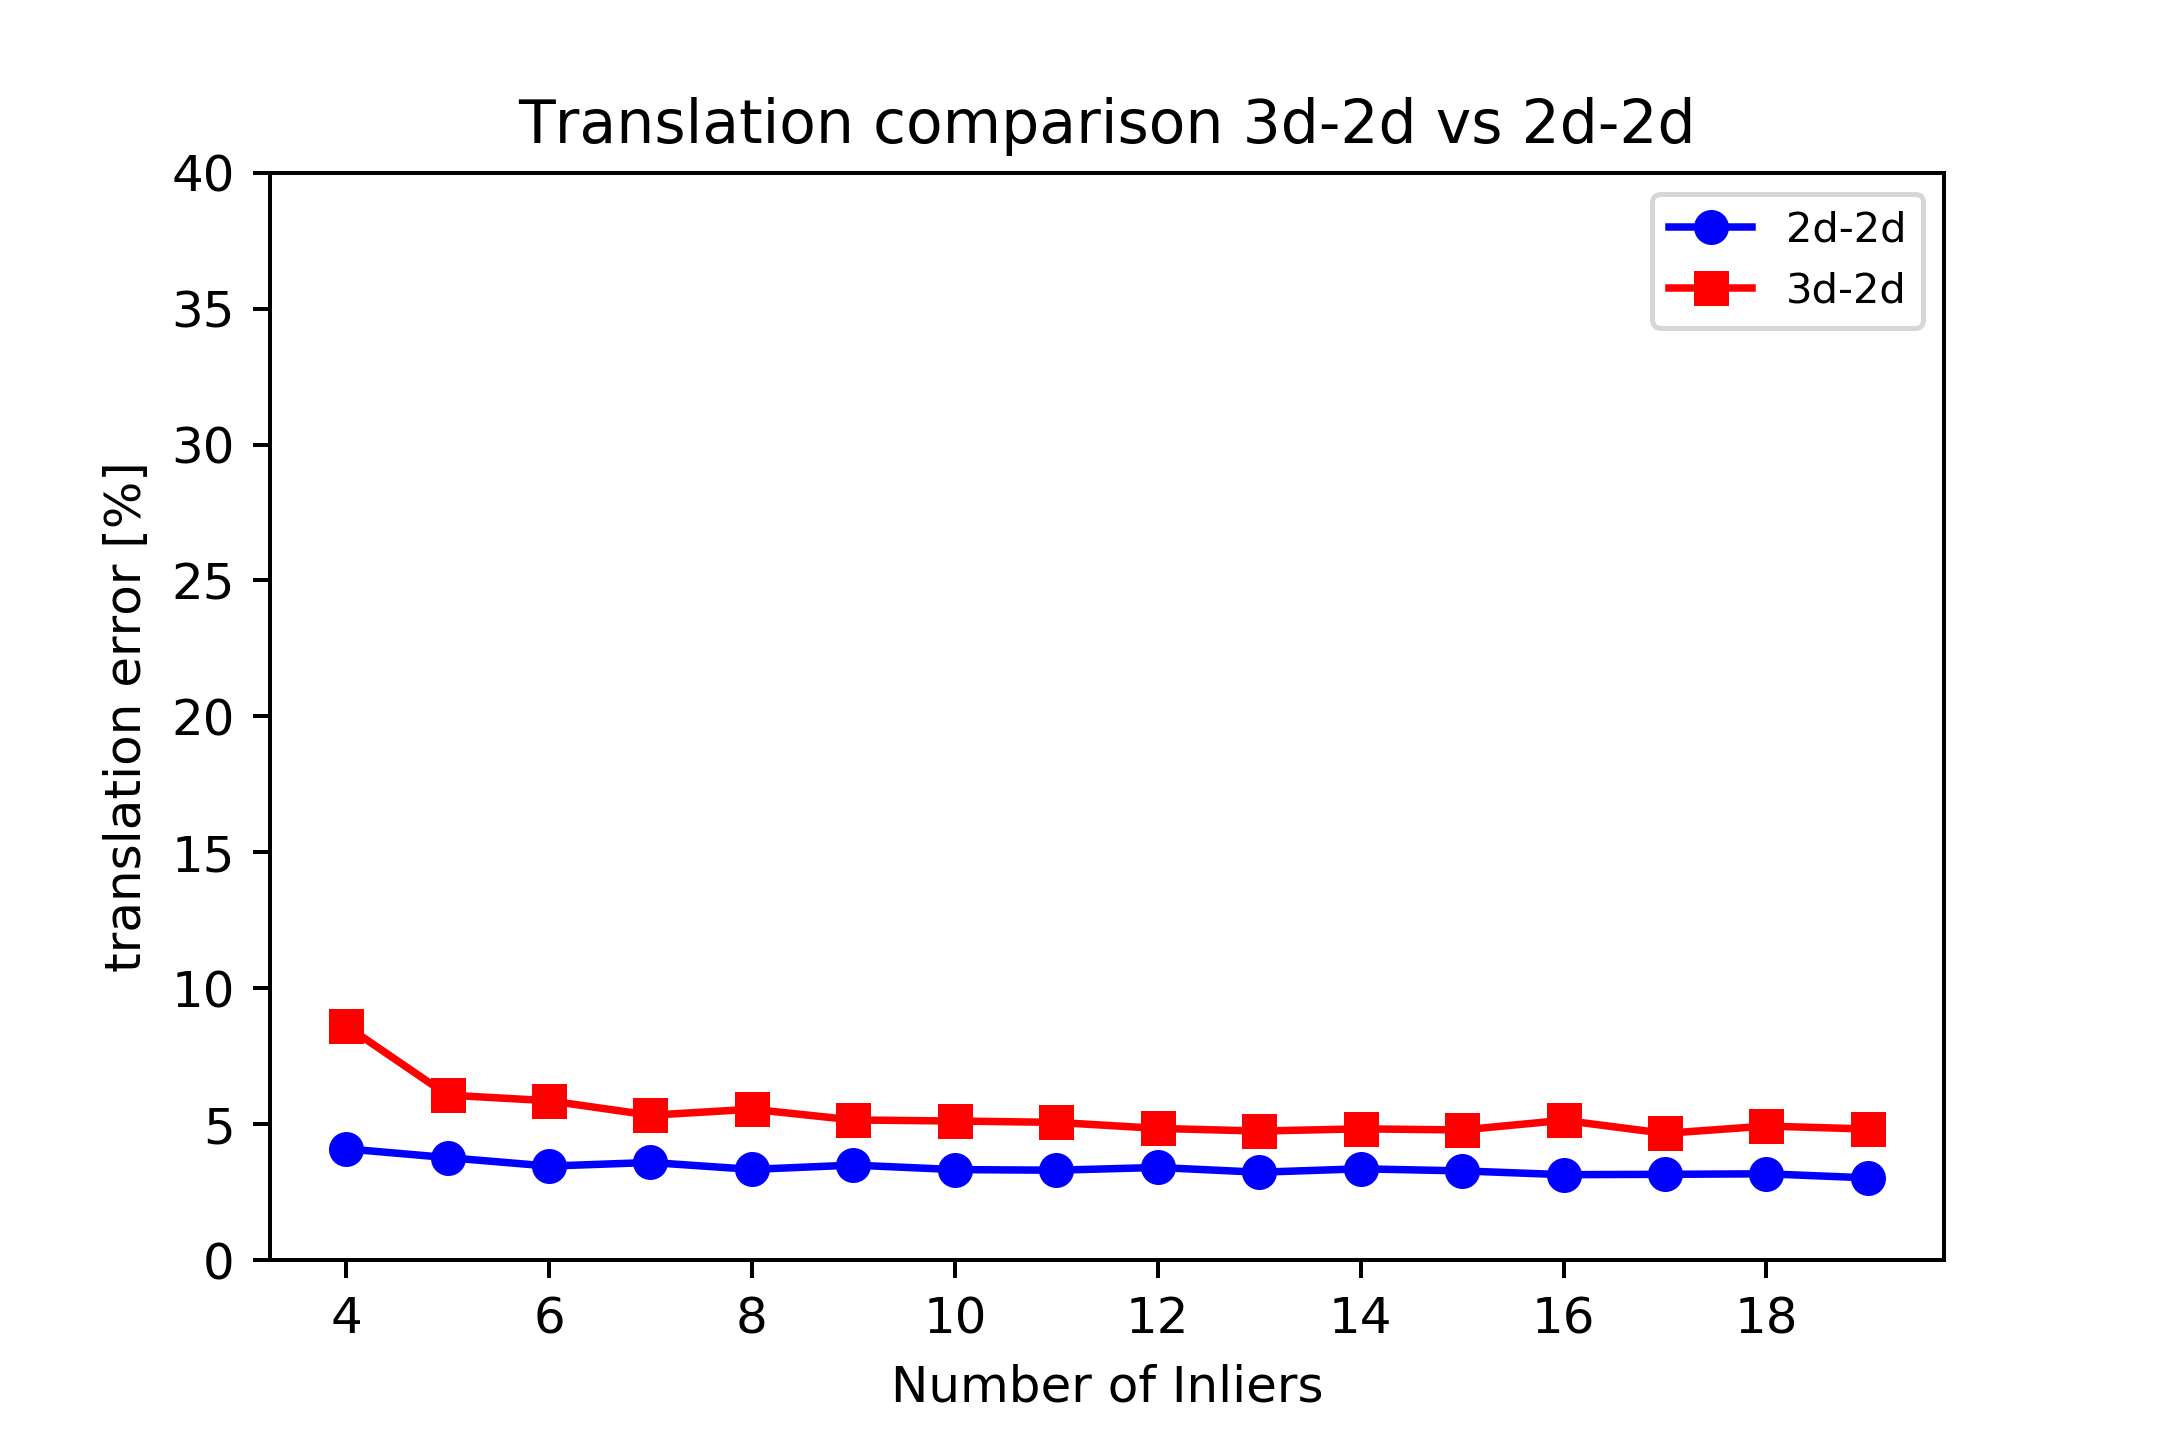 Translation comparison 3d-2d vs 2d-2d
2d-2d
3d-2d
translation error [%]
40
35
30
25
20
15
10
5
0
4 6 8 10 12 14 16 18
Number of Inliers